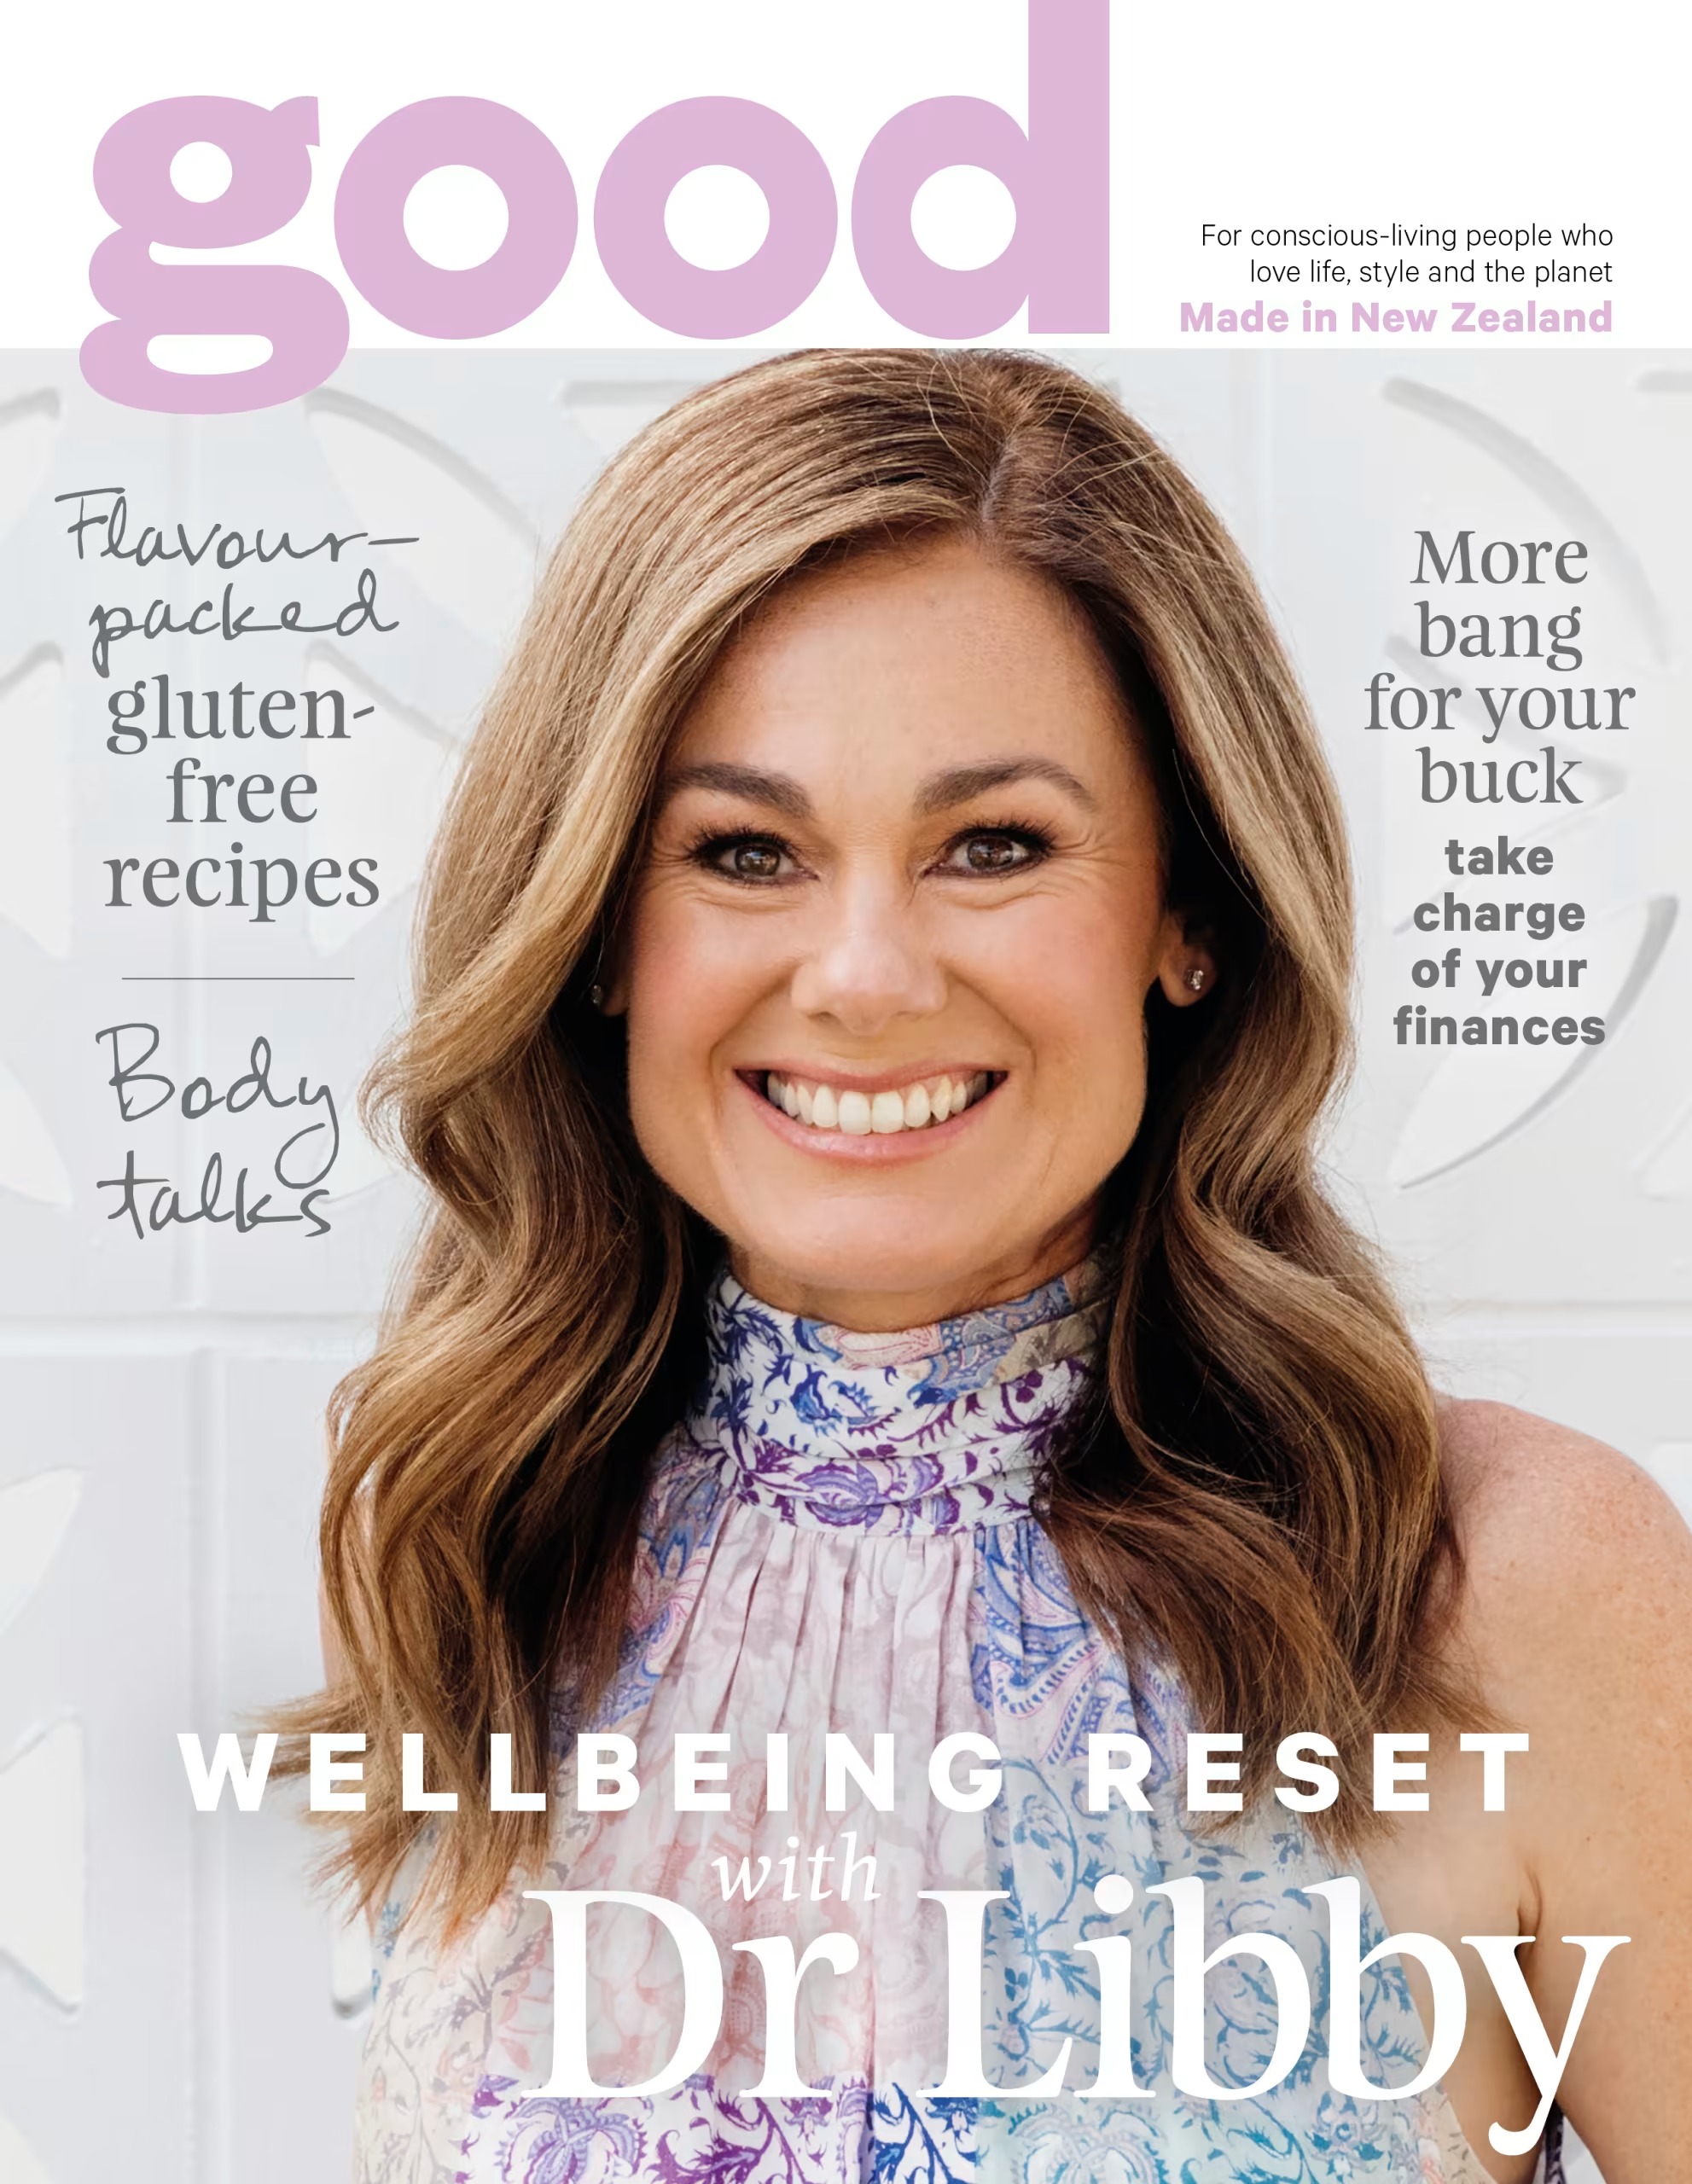 good
For conscious-living people who
love life, style and the planet
Made in New Zealand
Flavour-
packed
gluten-
free
recipes
Body
talks
More
bang
for your
buck
take
charge
of your
finances
WELLBEING RESET
with
Dr Libby